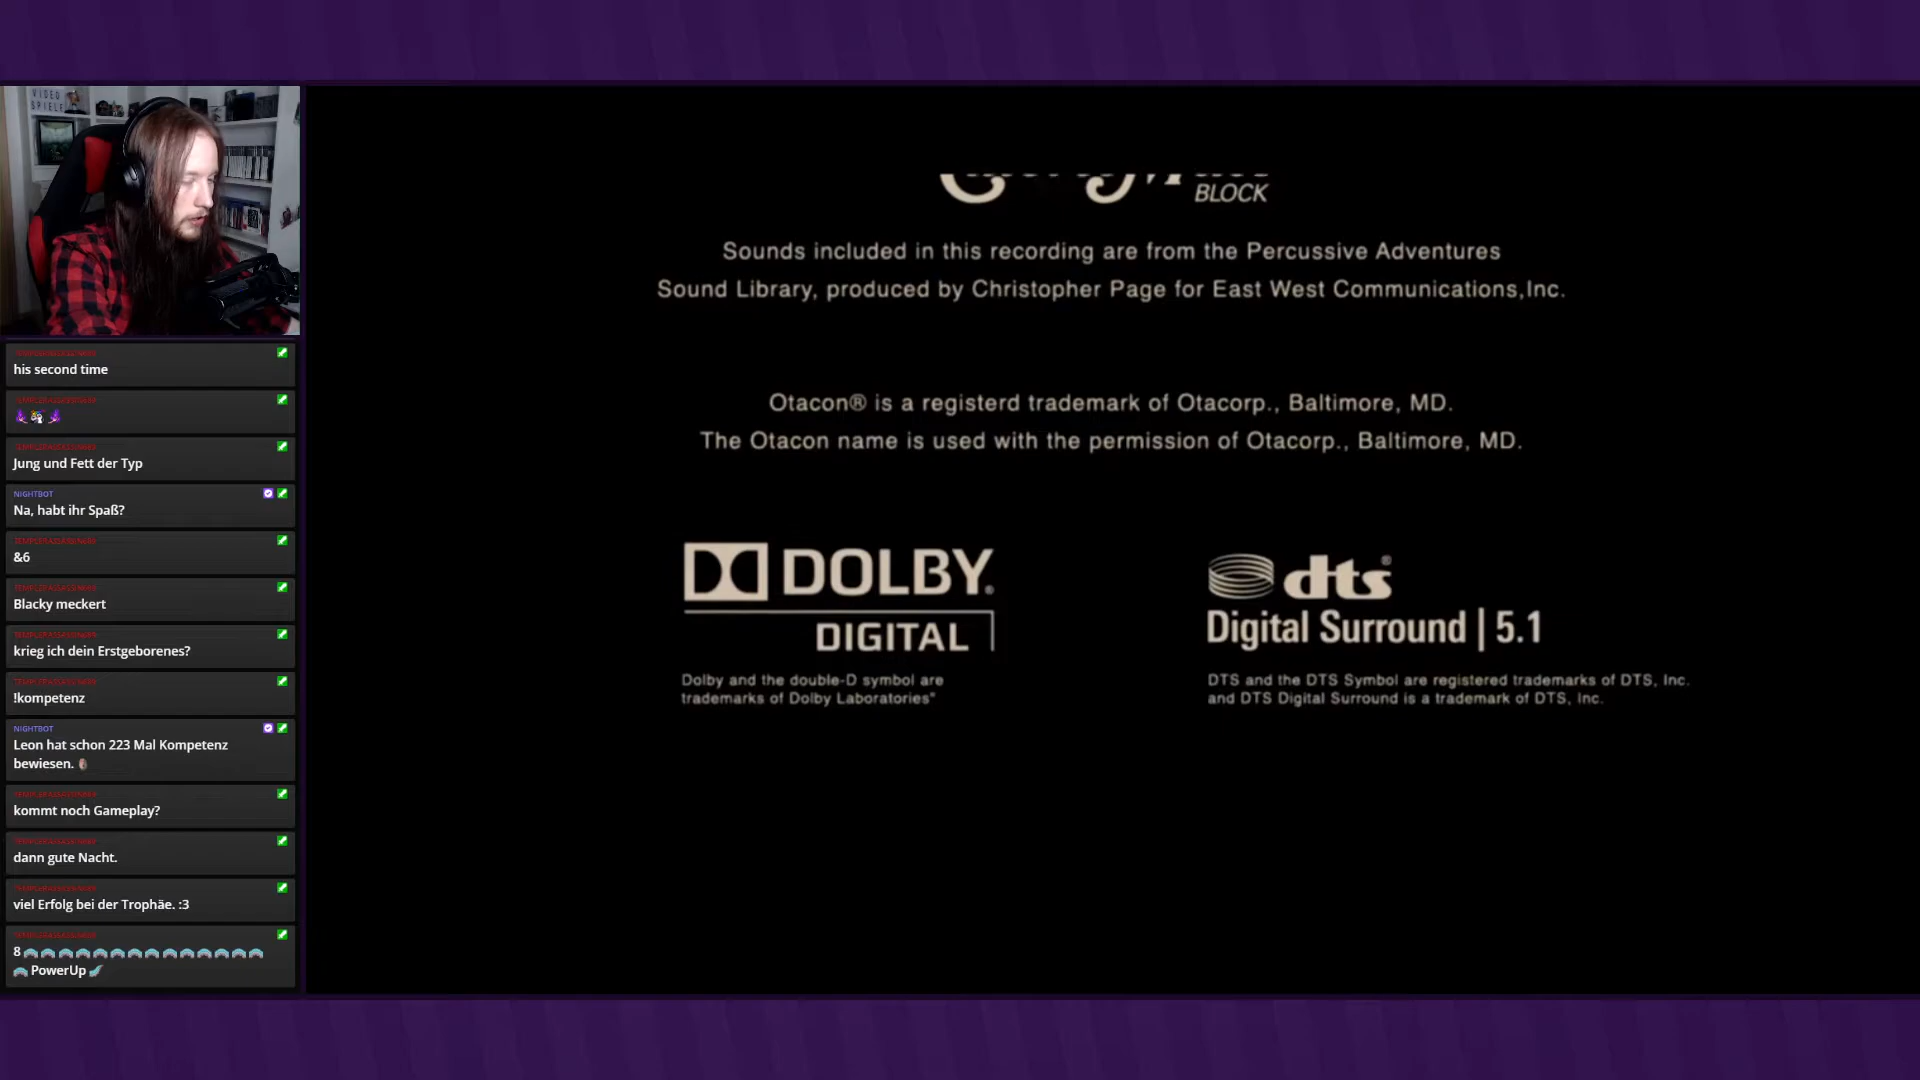 VIDEO
SPIELE
his second time
Jung und Fett der Typ
NIGHTBOT
Na, habt ihr Spaß?
&6
Blacky meckert
krieg ich dein Erstgeborenes?
!kompetenz
NIGHTBOT
Leon hat schon 223 Mal Kompetenz
bewiesen.
kommt noch Gameplay?
dann gute Nacht.
viel Erfolg bei der Trophäe. :3
8
PowerUp
BLOCK
Sounds included in this recording are from the Percussive Adventures
Sound Library, produced by Christopher Page for East West Communications,Inc.
Otacon® is a registerd trademark of Otacorp., Baltimore, MD.
The Otacon name is used with the permission of Otacorp., Baltimore, MD.
DOLBY®
DIGITAL
Dolby and the double-D symbol are
trademarks of Dolby Laboratories"
dts®
Digital Surround | 5.1
DTS and the DTS Symbol are registered trademarks of DTS, Inc.
and DTS Digital Surround is a trademark of DTS, Inc.